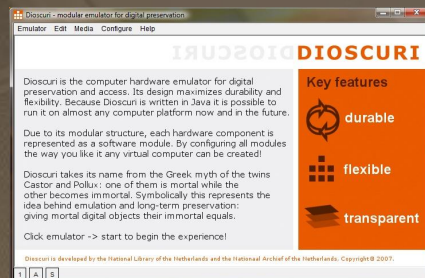 Dioscuri - modular emulator for digital preservation
Emulator Edit Media Configure Help
DIOSCURI DIOSCURI
Dioscuri is the computer hardware emulator for digital
preservation and access. Its design maximizes durability and
flexibility. Because Dioscuri is written in Java it is possible to
run it on almost any computer platform now and in the future.
Due to its modular structure, each hardware component is
represented as a software module. By configuring all modules
the way you like it any virtual computer can be created!
Dioscuri takes its name from the Greek myth of the twins
Castor and Pollux: one of them is mortal while the
other becomes immortal. Symbolically this represents the
idea behind emulation and long-term preservation:
giving mortal digital objects their immortal equals.
Click emulator -> start to begin the experience!
Key features
durable
flexible
transparent
Dioscuri is developed by the National Library of the Netherlands and the Nationaal Archief of the Netherlands. Copyright © 2007.
1 A S